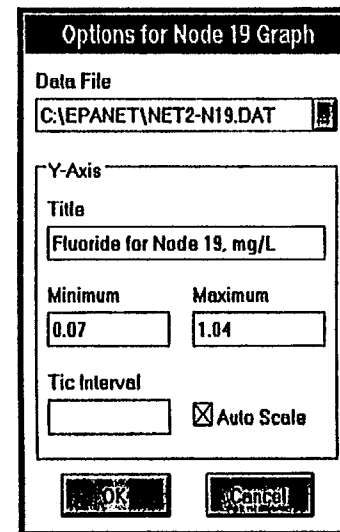 Options for Node 19 Graph
Data File
C:\EPANET\NET2-N19.DAT
Y-Axis
Title
Fluoride for Node 19, mg/L
Minimum Maximum
0.07 1.04
Tic Interval
Auto Scale
OK Cancel